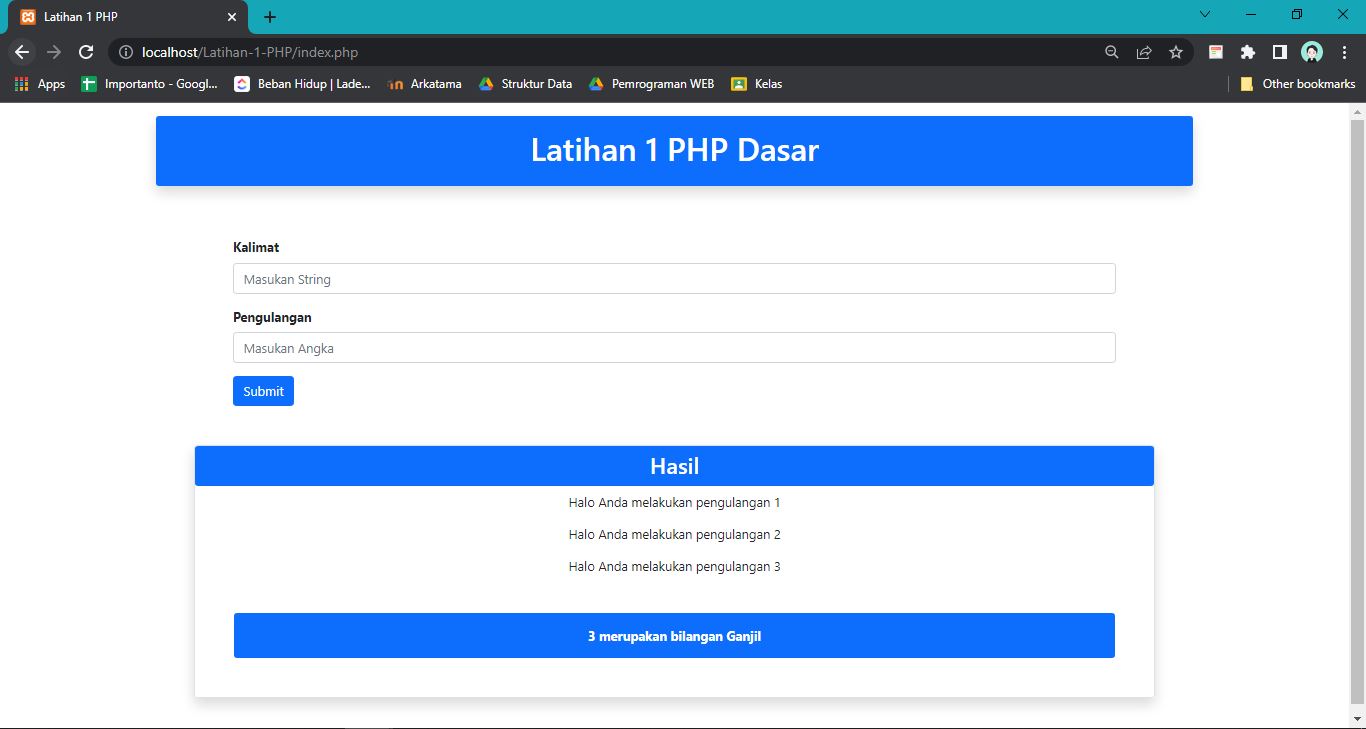 Latihan 1 PHP
localhost/Latihan-1-PHP/index.php
Apps Importanto - Googl... Beban Hidup | Lade... Arkatama Struktur Data Pemrograman WEB Kelas Other bookmarks
Latihan 1 PHP Dasar
Kalimat
Masukan String
Pengulangan
Masukan Angka
Submit
Hasil
Halo Anda melakukan pengulangan 1
Halo Anda melakukan pengulangan 2
Halo Anda melakukan pengulangan 3
3 merupakan bilangan Ganjil